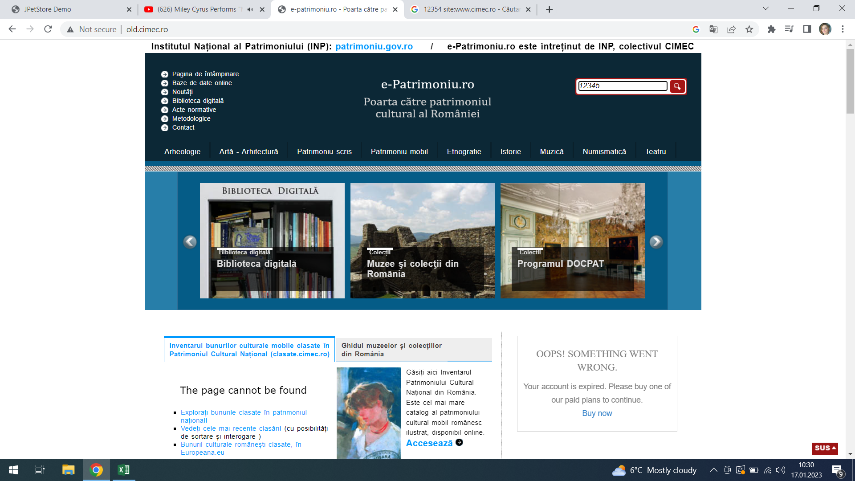 JPetStore Demo
(626) Miley Cyrus Performs 'T
e-patrimoniu.ro - Poarta către pa
12354 site:www.cimec.ro - Căuta
Not secure | old.cimec.ro
Institutul Național al Patrimoniului (INP): patrimoniu.gov.ro / e-Patrimoniu.ro este întreținut de INP, colectivul CIMEC
Pagina de întâmpinare
Baze de date online
Noutăți
Biblioteca digitală
Acte normative
Metodologice
Contact
e-Patrimoniu.ro
Poarta către patrimoniul
cultural al României
12345
Arheologie Artă - Arhitectură Patrimoniu scris Patrimoniu mobil Etnografie Istorie Muzică Numismatică Teatru
BIBLIOTECA DIGITALĂ
Biblioteca digitală
Biblioteca digitală
Colecții
Muzee și colecții din
România
Colecții
Programul DOCPAT
Inventarul bunurilor culturale mobile clasate în
Patrimoniul Cultural Național (clasate.cimec.ro)
Ghidul muzeelor și colecțiilor
din România
The page cannot be found
Explorați bunurile clasate în patrimoniul
național!
Vedeți cele mai recente clasări! (cu posibilități
de sortare și interogare )
Bunuri culturale românești clasate, în
Europeana.eu
Găsiți aici Inventarul
Patrimoniului Cultural
Național din România.
Este cel mai mare
catalog al patrimoniului
cultural mobil românesc
ilustrat, disponibil online.
Accesează
OOPS! SOMETHING WENT
WRONG.
Your account is expired. Please buy one of
our paid plans to continue.
Buy now
SUS
6°C Mostly cloudy
10:30
17.01.2023
9